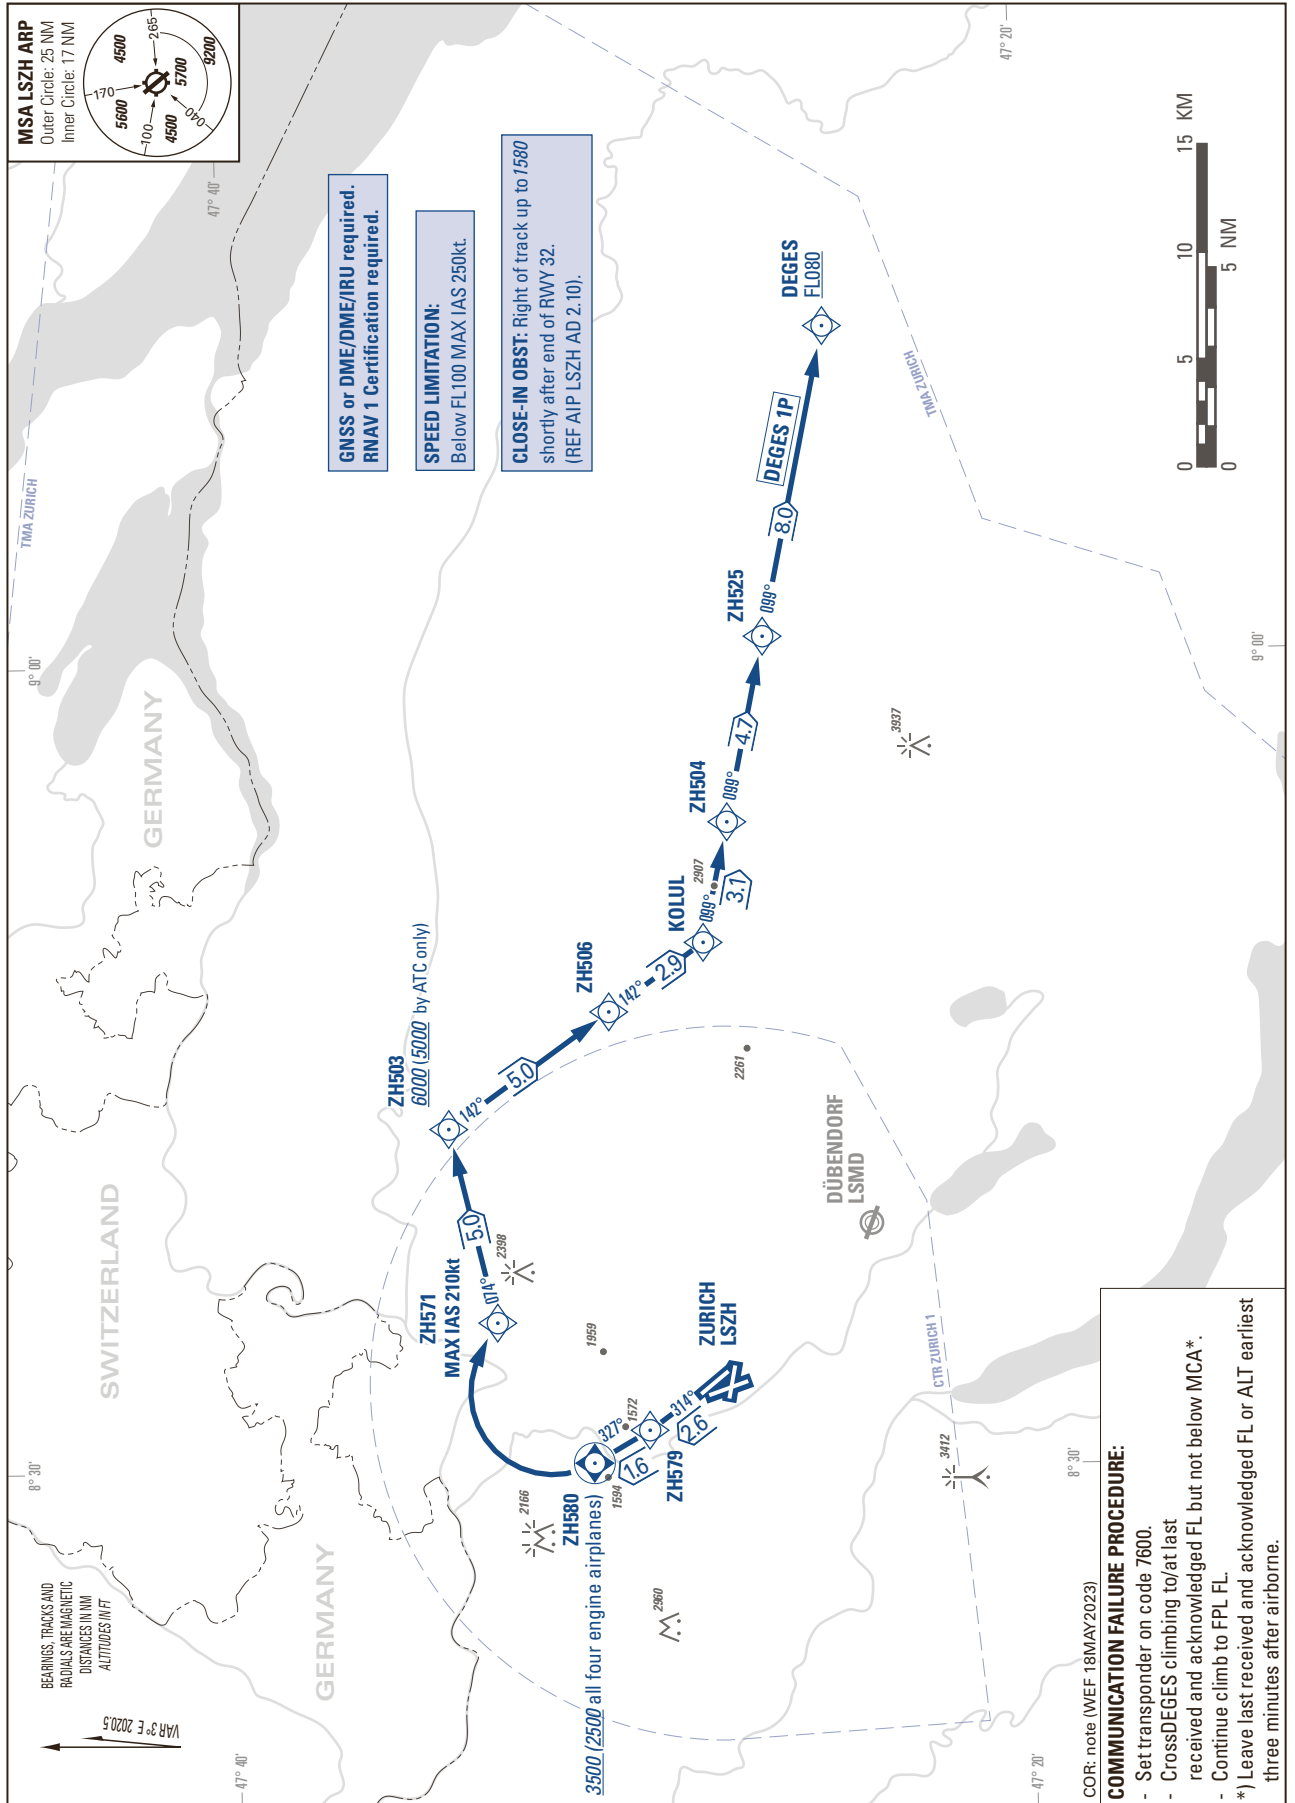 MSA LSZH ARP
Outer Circle: 25 NM
Inner Circle: 17 NM
170
265
100
040
5600
4500
4500
5700
9200
BEARINGS, TRACKS AND
RADIALS ARE MAGNETIC
DISTANCES IN NM
ALTITUDES IN FT
VAR 3° E 2020.5
8° 30'
9° 00'
47° 40'
47° 40'
47° 20'
47° 20'
8° 30'
9° 00'
TMA ZURICH
TMA ZURICH
CTR ZURICH 1
SWITZERLAND
GERMANY
GERMANY
GNSS or DME/DME/IRU required.
RNAV 1 Certification required.
SPEED LIMITATION:
Below FL100 MAX IAS 250kt.
CLOSE-IN OBST: Right of track up to 1580
shortly after end of RWY 32.
(REF AIP LSZH AD 2.10).
ZURICH
LSZH
314°
2.6
ZH579
327°
1.6
ZH580
3500 (2500 all four engine airplanes)
ZH571
MAX IAS 210kt
074°
5.0
ZH503
6000 (5000 by ATC only)
142°
5.0
ZH506
142°
2.9
KOLUL
099°
3.1
ZH504
099°
4.7
ZH525
099°
8.0
DEGES 1P
DEGES
FL080
2398
1959
1572
1594
2166
2960
3412
2261
2907
3937
DÜBENDORF
LSMD
0 5 10 15 KM
0 5 NM
COR: note (WEF 18MAY2023)
COMMUNICATION FAILURE PROCEDURE:
- Set transponder on code 7600.
- CrossDEGES climbing to/at last
received and acknowledged FL but not below MCA*.
- Continue climb to FPL FL.
*) Leave last received and acknowledged FL or ALT earliest
three minutes after airborne.